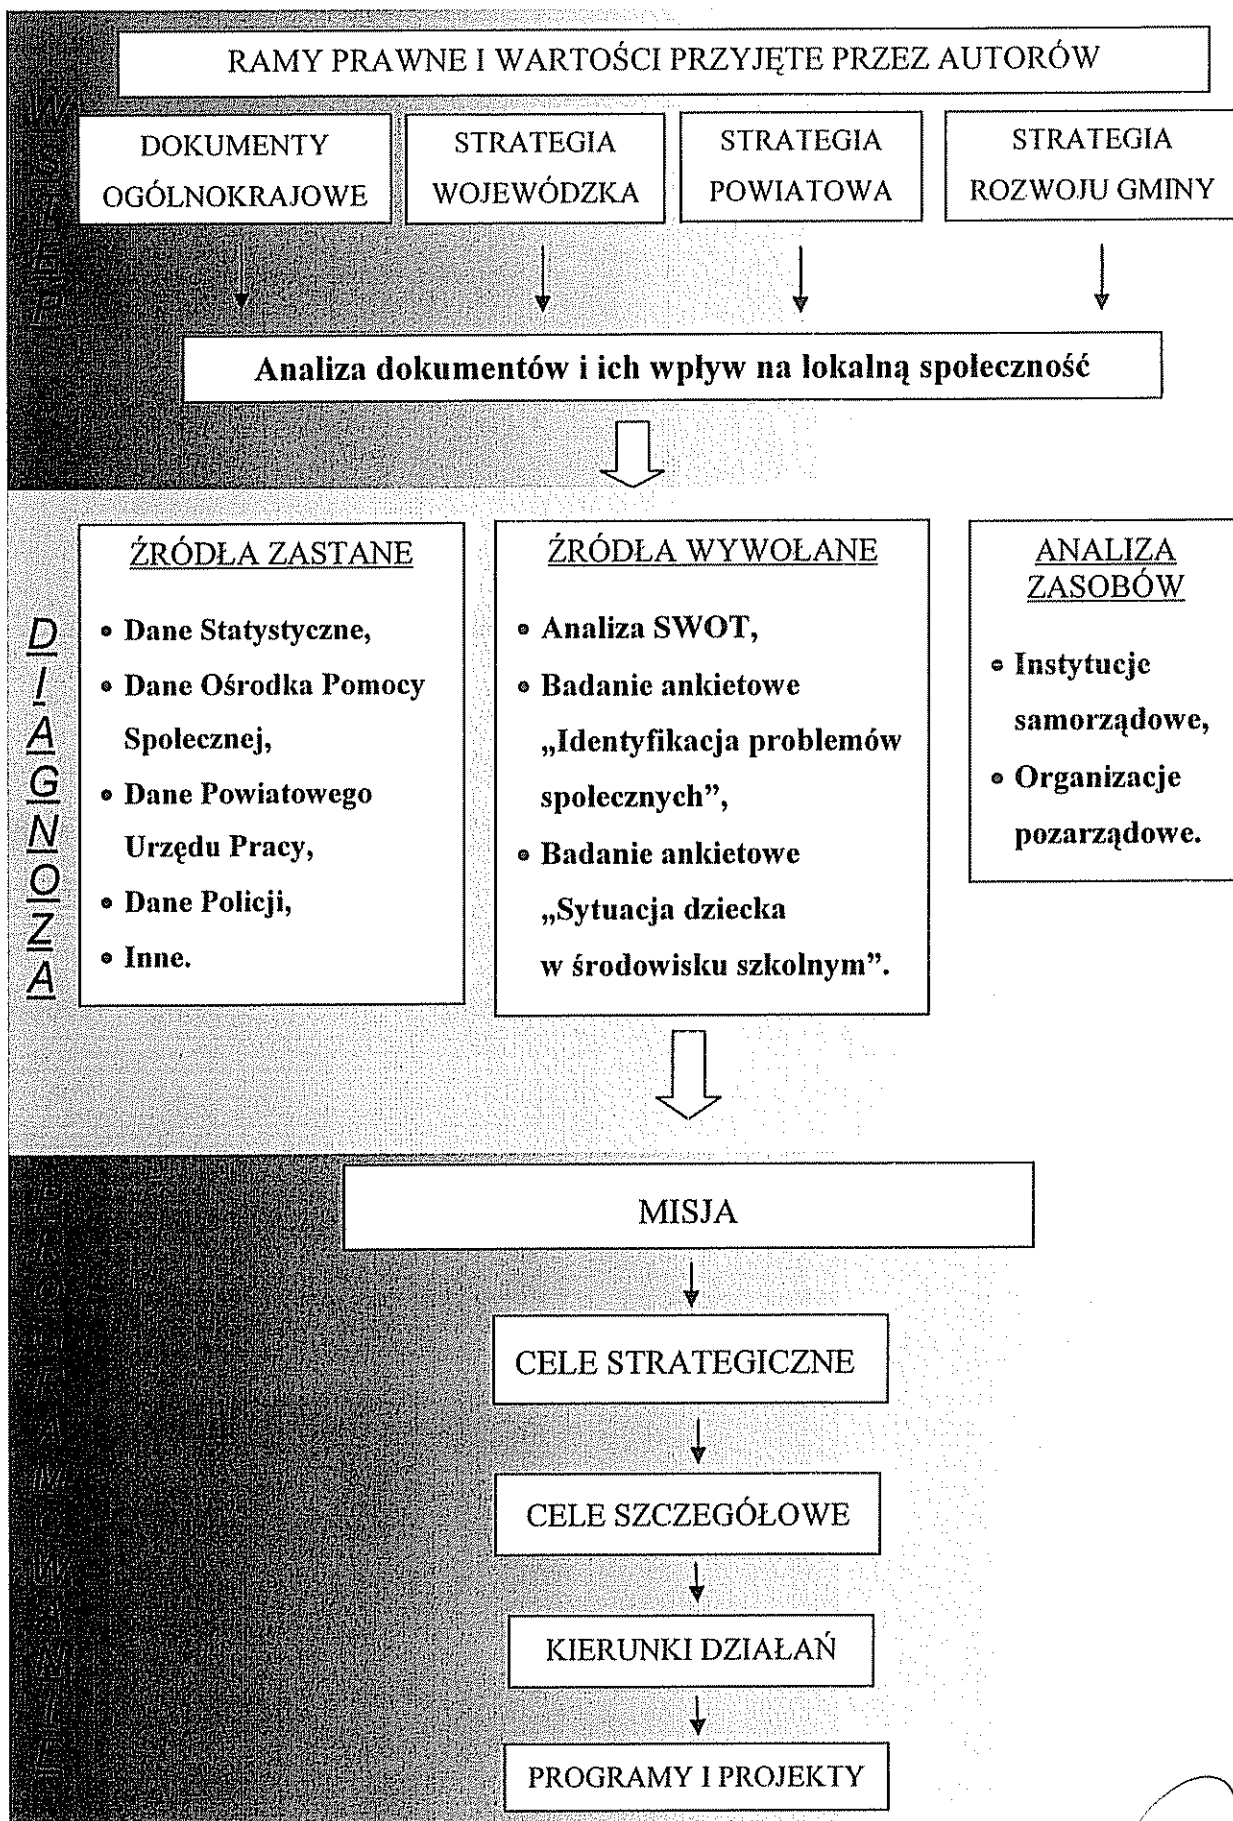 RAMY PRAWNE I WARTOŚCI PRZYJĘTE PRZEZ AUTORÓW
DOKUMENTY
OGÓLNOKRAJOWE
STRATEGIA
WOJEWÓDZKA
STRATEGIA
POWIATOWA
STRATEGIA
ROZWOJU GMINY
Analiza dokumentów i ich wpływ na lokalną społeczność
DIAGNOZA
ŹRÓDŁA ZASTANE
• Dane Statystyczne,
• Dane Ośrodka Pomocy
Społecznej,
• Dane Powiatowego
Urzędu Pracy,
• Dane Policji,
• Inne.
ŹRÓDŁA WYWOŁANE
• Analiza SWOT,
• Badanie ankietowe
„Identyfikacja problemów
społecznych”,
• Badanie ankietowe
„Sytuacja dziecka
w środowisku szkolnym”.
ANALIZA
ZASOBÓW
• Instytucje
samorządowe,
• Organizacje
pozarządowe.
MISJA
CELE STRATEGICZNE
CELE SZCZEGÓŁOWE
KIERUNKI DZIAŁAŃ
PROGRAMY I PROJEKTY